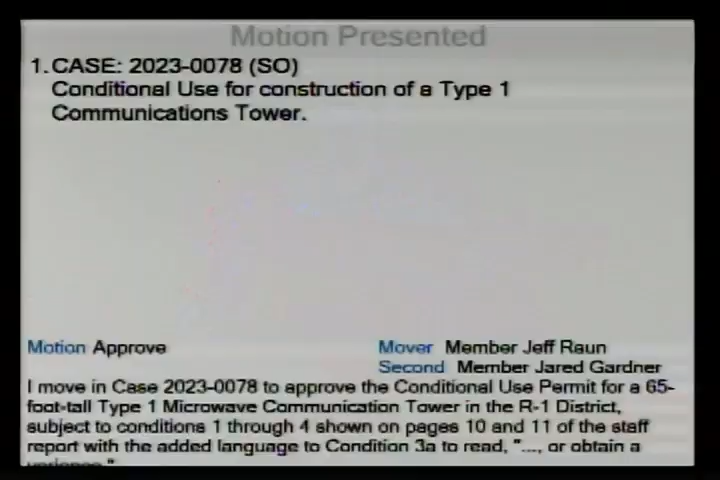 Motion Presented
1. CASE: 2023-0078 (SO)
Conditional Use for construction of a Type 1
Communications Tower.
Motion Approve
Mover Member Jeff Raun
Second Member Jared Gardner
I move in Case 2023-0078 to approve the Conditional Use Permit for a 65-
foot-tall Type 1 Microwave Communication Tower in the R-1 District,
subject to conditions 1 through 4 shown on pages 10 and 11 of the staff
report with the added language to Condition 3a to read, "..., or obtain a
variance."